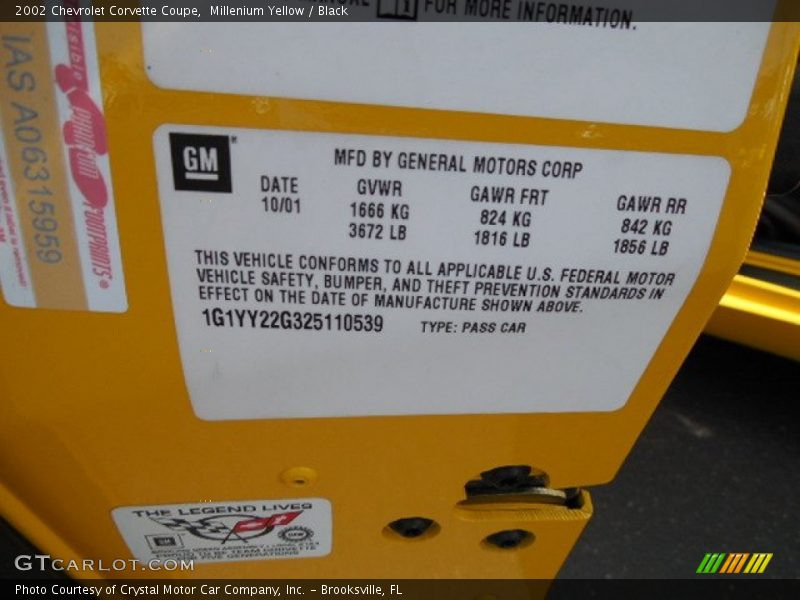 2002 Chevrolet Corvette Coupe,  Millenium Yellow / Black
FOR MORE INFORMATION.
IAS A06315959
GM
MFD BY GENERAL MOTORS CORP
DATE GVWR GAWR FRT GAWR RR
10/01 1666 KG 824 KG 842 KG
3672 LB 1816 LB 1856 LB
THIS VEHICLE CONFORMS TO ALL APPLICABLE U.S. FEDERAL MOTOR
VEHICLE SAFETY, BUMPER, AND THEFT PREVENTION STANDARDS IN
EFFECT ON THE DATE OF MANUFACTURE SHOWN ABOVE.
1G1YY22G325110539 TYPE: PASS CAR
THE LEGEND LIVES
GTCARLOT.COM
Photo Courtesy of Crystal Motor Car Company, Inc. – Brooksville, FL